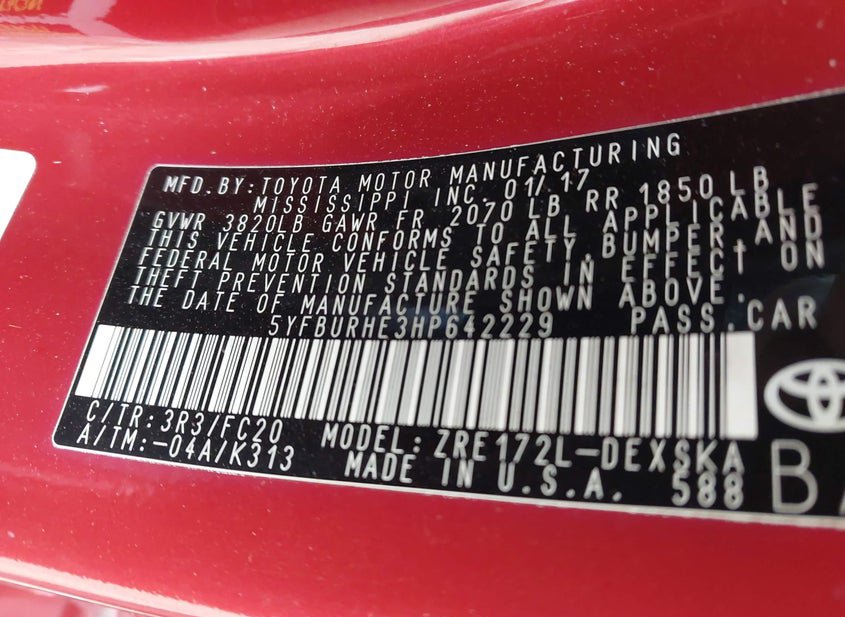 MFD. BY: TOYOTA MOTOR MANUFACTURING
MISSISSIPPI INC. 01/17
GVWR 3820LB GAWR FR 2070 LB RR 1850 LB
THIS VEHICLE CONFORMS TO ALL APPLICABLE
FEDERAL MOTOR VEHICLE SAFETY, BUMPER, AND
THEFT PREVENTION STANDARDS IN EFFECT ON
THE DATE OF MANUFACTURE SHOWN ABOVE.
5YFBURHE3HP642229 PASS. CAR
C/TR: 3R3/FC20 MODEL: ZRE172L-DEXSKA
A/TM: -04A/K313 MADE IN U.S.A. 588